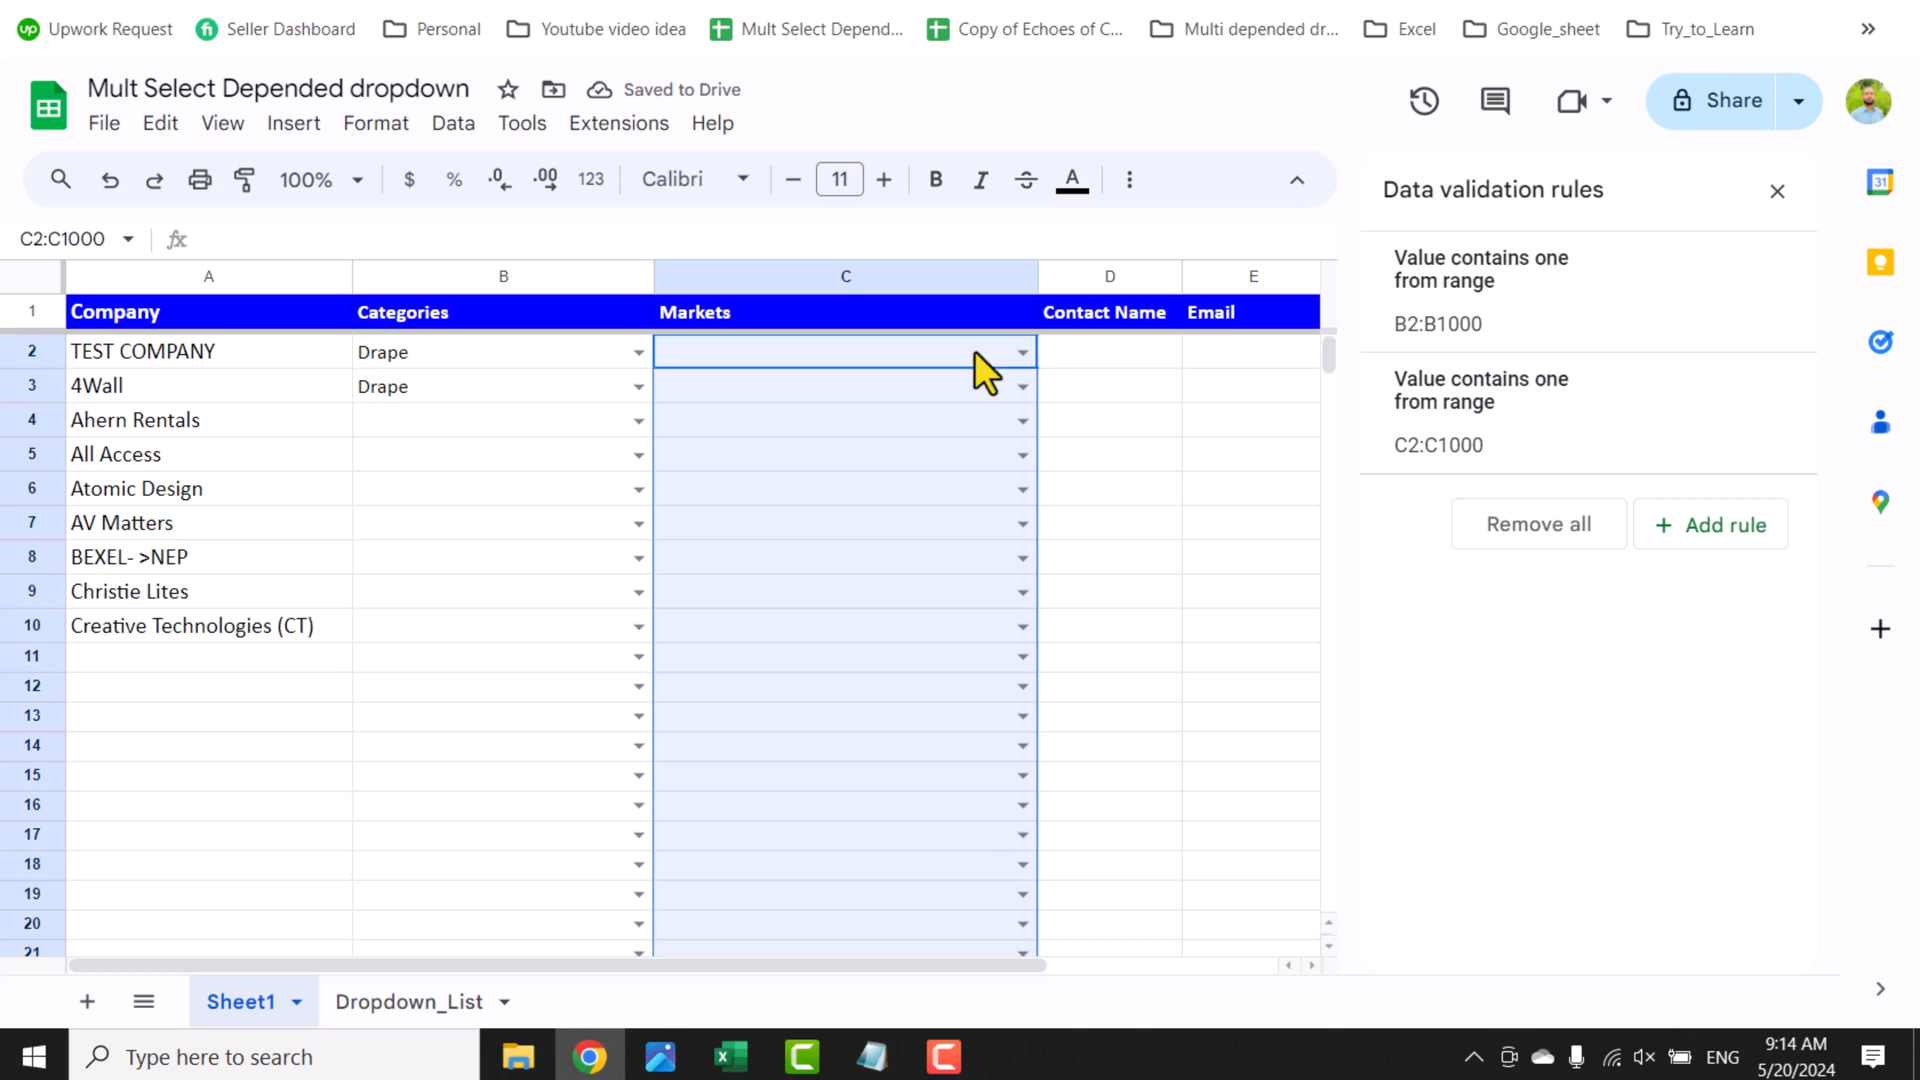 Upwork Request Seller Dashboard Personal Youtube video idea Mult Select Depend... Copy of Echoes of C... Multi depended dr... Excel Google_sheet Try_to_Learn »
Mult Select Depended dropdown Saved to Drive
File Edit View Insert Format Data Tools Extensions Help
Share
100% $ % .0 .00 123 Calibri 11 B I A
C2:C1000 fx
A B C D E
1 Company Categories Markets Contact Name Email
2 TEST COMPANY Drape
3 4Wall Drape
4 Ahern Rentals
5 All Access
6 Atomic Design
7 AV Matters
8 BEXEL- >NEP
9 Christie Lites
10 Creative Technologies (CT)
11
12
13
14
15
16
17
18
19
20
21
Data validation rules
Value contains one
from range
B2:B1000
Value contains one
from range
C2:C1000
Remove all + Add rule
31
Sheet1 Dropdown_List
Type here to search
ENG
9:14 AM
5/20/2024